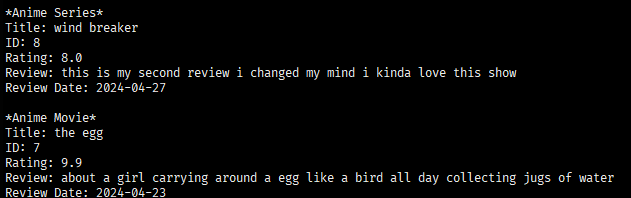 *Anime Series*
Title: wind breaker
ID: 8
Rating: 8.0
Review: this is my second review i changed my mind i kinda love this show
Review Date: 2024-04-27
*Anime Movie*
Title: the egg
ID: 7
Rating: 9.9
Review: about a girl carrying around a egg like a bird all day collecting jugs of water
Review Date: 2024-04-23